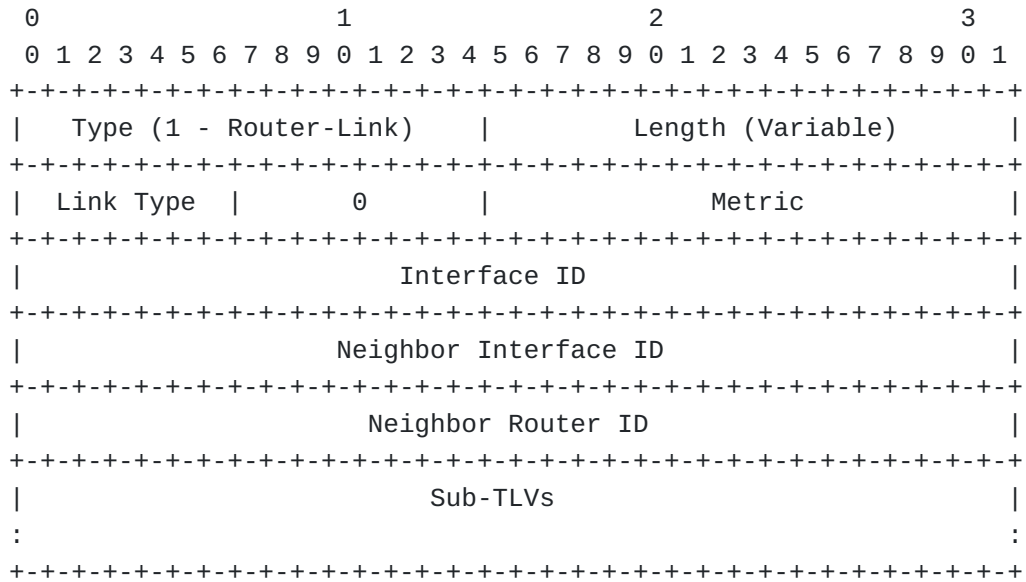 0                   1                   2                   3
 0 1 2 3 4 5 6 7 8 9 0 1 2 3 4 5 6 7 8 9 0 1 2 3 4 5 6 7 8 9 0 1
+-+-+-+-+-+-+-+-+-+-+-+-+-+-+-+-+-+-+-+-+-+-+-+-+-+-+-+-+-+-+-+-+
|   Type (1 - Router-Link)    |         Length (Variable)       |
+-+-+-+-+-+-+-+-+-+-+-+-+-+-+-+-+-+-+-+-+-+-+-+-+-+-+-+-+-+-+-+-+
|  Link Type  |       0       |              Metric             |
+-+-+-+-+-+-+-+-+-+-+-+-+-+-+-+-+-+-+-+-+-+-+-+-+-+-+-+-+-+-+-+-+
|                        Interface ID                           |
+-+-+-+-+-+-+-+-+-+-+-+-+-+-+-+-+-+-+-+-+-+-+-+-+-+-+-+-+-+-+-+-+
|                    Neighbor Interface ID                      |
+-+-+-+-+-+-+-+-+-+-+-+-+-+-+-+-+-+-+-+-+-+-+-+-+-+-+-+-+-+-+-+-+
|                      Neighbor Router ID                       |
+-+-+-+-+-+-+-+-+-+-+-+-+-+-+-+-+-+-+-+-+-+-+-+-+-+-+-+-+-+-+-+-+
|                          Sub-TLVs                             |
:                                                               :
+-+-+-+-+-+-+-+-+-+-+-+-+-+-+-+-+-+-+-+-+-+-+-+-+-+-+-+-+-+-+-+-+